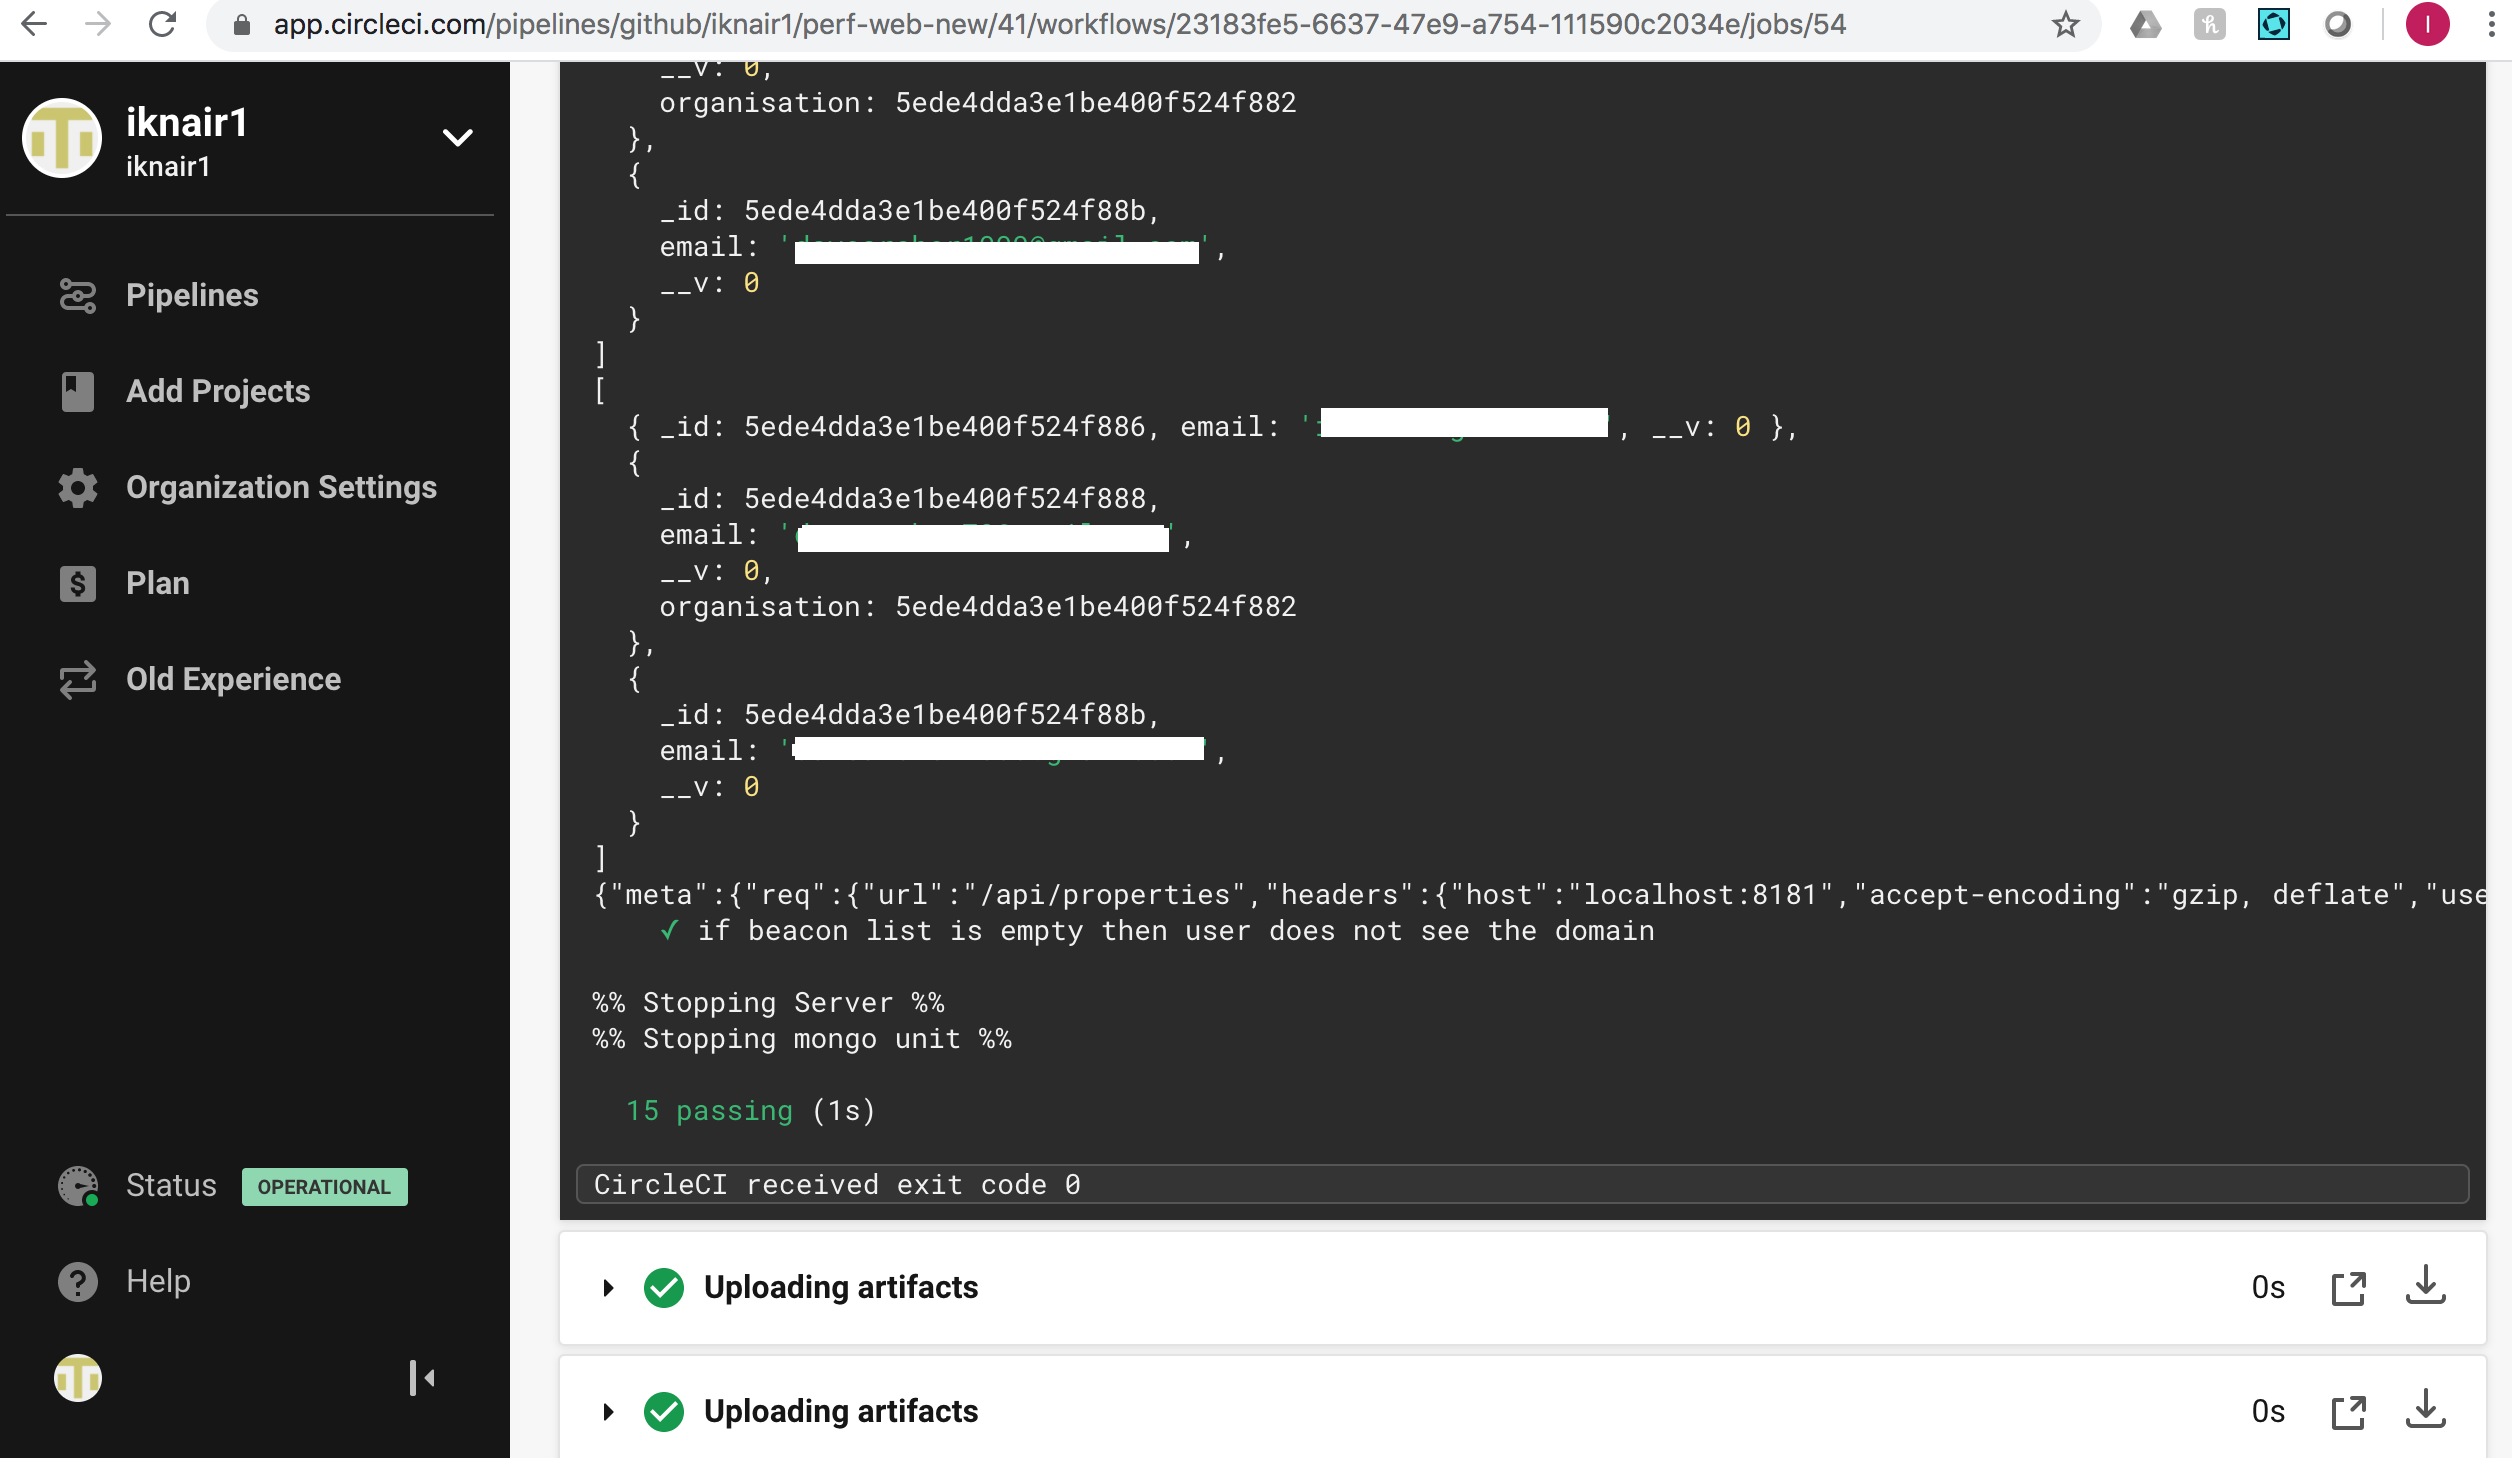 app.circleci.com/pipelines/github/iknair1/perf-web-new/41/workflows/23183fe5-6637-47e9-a754-111590c2034e/jobs/54
I
iknair1
iknair1
Pipelines
Add Projects
Organization Settings
Plan
Old Experience
Status OPERATIONAL
Help
__v: 0,
organisation: 5ede4dda3e1be400f524f882
},
{
_id: 5ede4dda3e1be400f524f88b,
email: '',
__v: 0
}
]
[
{ _id: 5ede4dda3e1be400f524f886, email: '', __v: 0 },
{
_id: 5ede4dda3e1be400f524f888,
email: '',
__v: 0,
organisation: 5ede4dda3e1be400f524f882
},
{
_id: 5ede4dda3e1be400f524f88b,
email: '',
__v: 0
}
]
{"meta":{"req":{"url":"/api/properties","headers":{"host":"localhost:8181","accept-encoding":"gzip, deflate","use
✓ if beacon list is empty then user does not see the domain
%% Stopping Server %%
%% Stopping mongo unit %%
15 passing (1s)
CircleCI received exit code 0
Uploading artifacts 0s
Uploading artifacts 0s